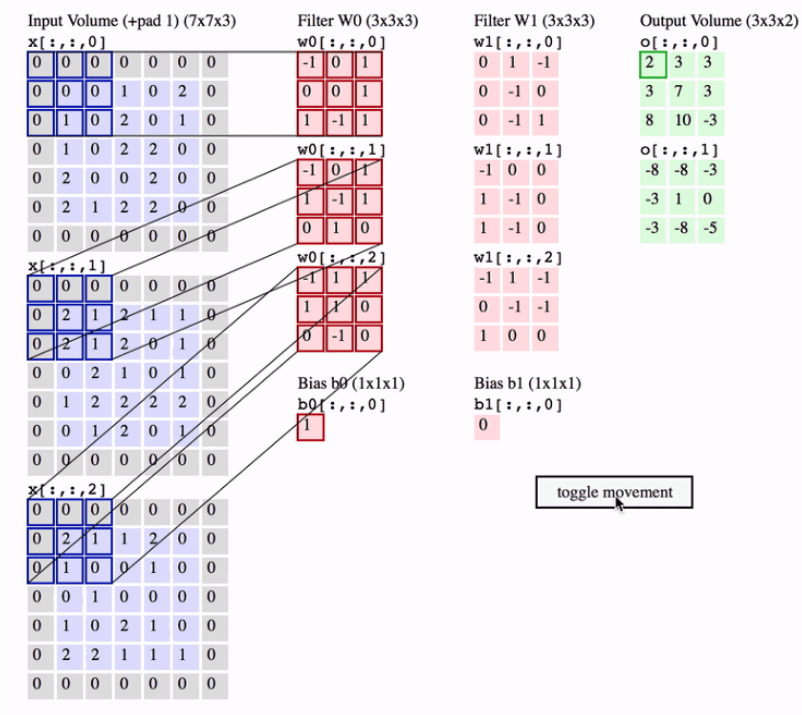 Input Volume (+pad 1) (7x7x3)
x[:,:,0]
0 0 0 0 0 0 0
0 0 0 1 0 2 0
0 1 0 2 0 1 0
0 1 0 2 2 0 0
0 2 0 0 2 0 0
0 2 1 2 2 0 0
0 0 0 0 0 0 0
x[:,:,1]
0 0 0 0 0 0 0
0 2 1 2 1 1 0
0 2 1 2 0 1 0
0 0 2 1 0 1 0
0 1 2 2 2 2 0
0 0 1 2 0 1 0
0 0 0 0 0 0 0
x[:,:,2]
0 0 0 0 0 0 0
0 2 1 1 2 0 0
0 1 0 0 1 0 0
0 0 1 0 0 0 0
0 1 0 2 1 0 0
0 2 2 1 1 1 0
0 0 0 0 0 0 0
Filter W0 (3x3x3)
w0[:,:,0]
-1 0 1
0 0 1
1 -1 1
w0[:,:,1]
-1 0 1
1 -1 1
0 1 0
w0[:,:,2]
-1 1 1
1 1 0
0 -1 0
Bias b0 (1x1x1)
b0[:,:,0]
1
Filter W1 (3x3x3)
w1[:,:,0]
0 1 -1
0 -1 0
0 -1 1
w1[:,:,1]
-1 0 0
1 -1 0
1 -1 0
w1[:,:,2]
-1 1 -1
0 -1 -1
1 0 0
Bias b1 (1x1x1)
b1[:,:,0]
0
Output Volume (3x3x2)
o[:,:,0]
2 3 3
3 7 3
8 10 -3
o[:,:,1]
-8 -8 -3
-3 1 0
-3 -8 -5
toggle movement